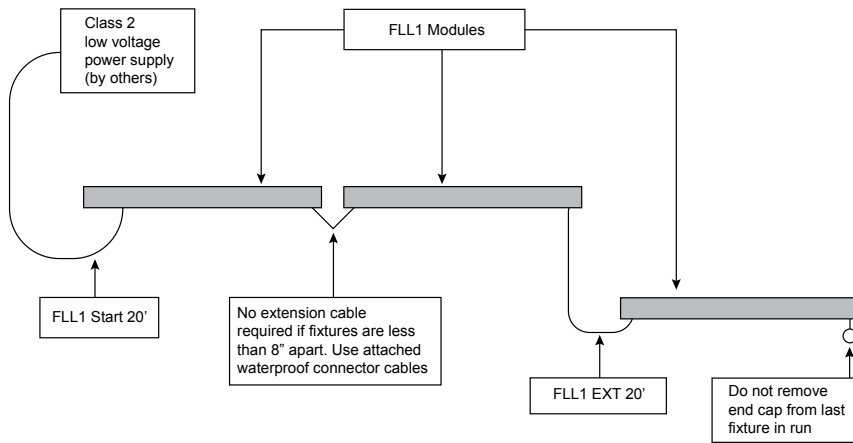 Class 2
low voltage
power supply
(by others)
FLL1 Modules
FLL1 Start 20’
No extension cable
required if fixtures are less
than 8” apart. Use attached
waterproof connector cables
FLL1 EXT 20’
Do not remove
end cap from last
fixture in run